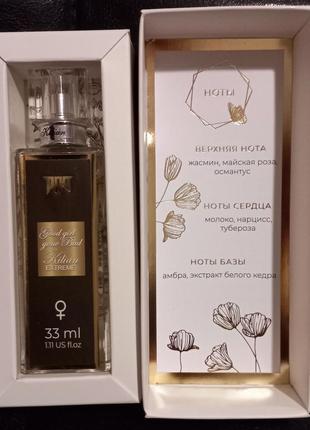 Kilian
Good girl
gone Bad
Kilian
EXTREME
33 ml
1.11 US fl.oz
НОТЫ
ВЕРХНЯЯ НОТА
жасмин, майская роза,
османтус
НОТЫ СЕРДЦА
молоко, нарцисс,
тубероза
НОТЫ БАЗЫ
амбра, экстракт белого кедра